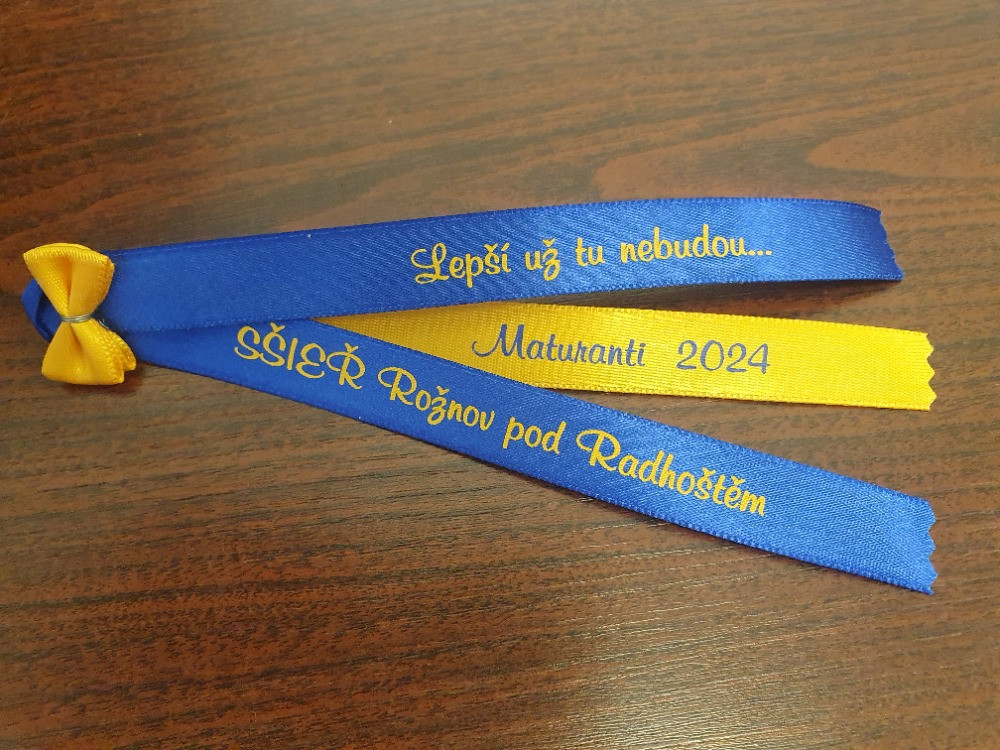 Lepší už tu nebudou...
Maturanti 2024
SŠIEŘ Rožnov pod Radhoštěm